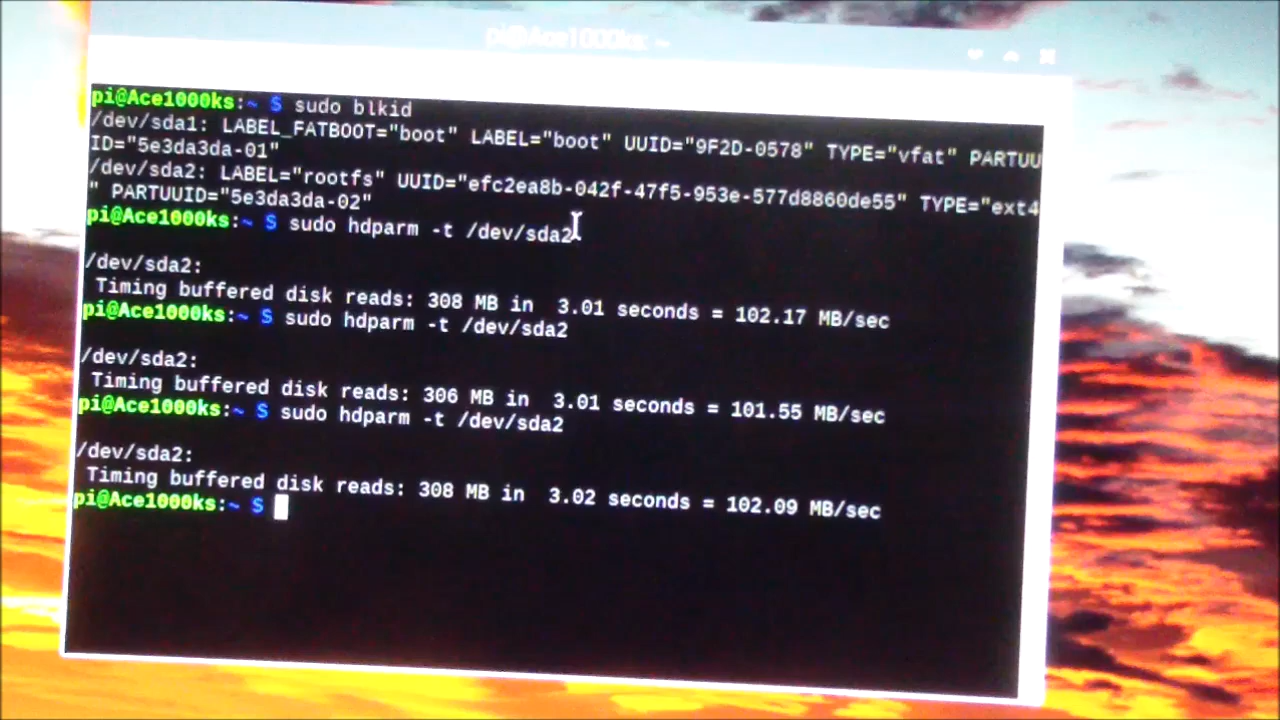 pi@Ace1000ks: ~
pi@Ace1000ks:~ $ sudo blkid
/dev/sda1: LABEL_FATBOOT="boot" LABEL="boot" UUID="9F2D-0578" TYPE="vfat" PARTUU
ID="5e3da3da-01"
/dev/sda2: LABEL="rootfs" UUID="efc2ea8b-042f-47f5-953e-577d8860de55" TYPE="ext4
" PARTUUID="5e3da3da-02"
pi@Ace1000ks:~ $ sudo hdparm -t /dev/sda2
/dev/sda2:
Timing buffered disk reads: 308 MB in  3.01 seconds = 102.17 MB/sec
pi@Ace1000ks:~ $ sudo hdparm -t /dev/sda2
/dev/sda2:
Timing buffered disk reads: 306 MB in  3.01 seconds = 101.55 MB/sec
pi@Ace1000ks:~ $ sudo hdparm -t /dev/sda2
/dev/sda2:
Timing buffered disk reads: 308 MB in  3.02 seconds = 102.09 MB/sec
pi@Ace1000ks:~ $